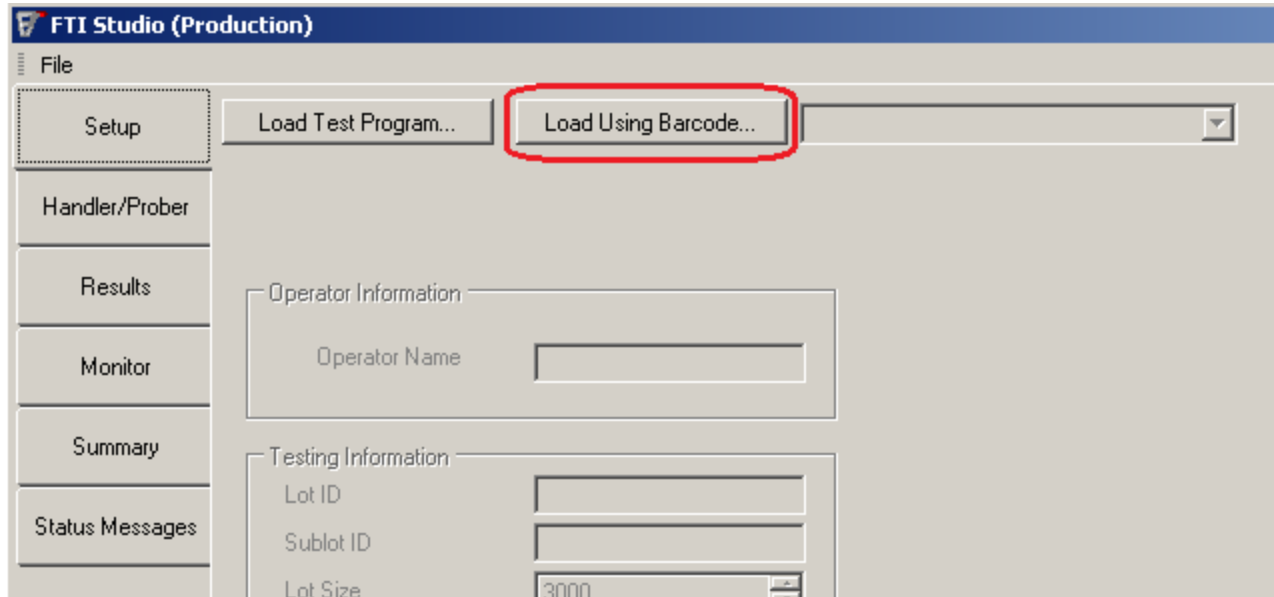 FTI Studio (Production)
File
Setup
Load Test Program...
Load Using Barcode...
Handler/Prober
Results
Operator Information
Operator Name
Monitor
Summary
Testing Information
Lot ID
Status Messages
Sublot ID
Lot Size
3000